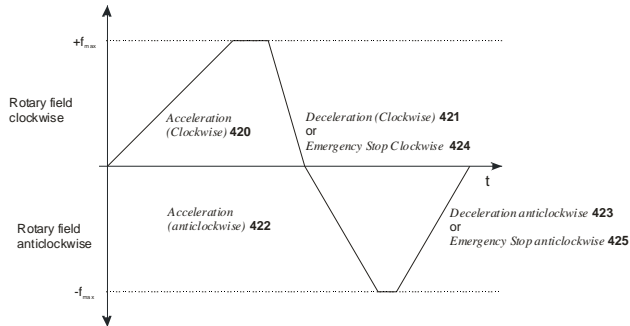 +fmax
Rotary field
clockwise
Acceleration
(Clockwise) 420
Deceleration (Clockwise) 421
or
Emergency Stop Clockwise 424
t
Rotary field
anticlockwise
Acceleration
(anticlockwise) 422
Deceleration anticlockwise 423
or
Emergency Stop anticlockwise 425
-fmax